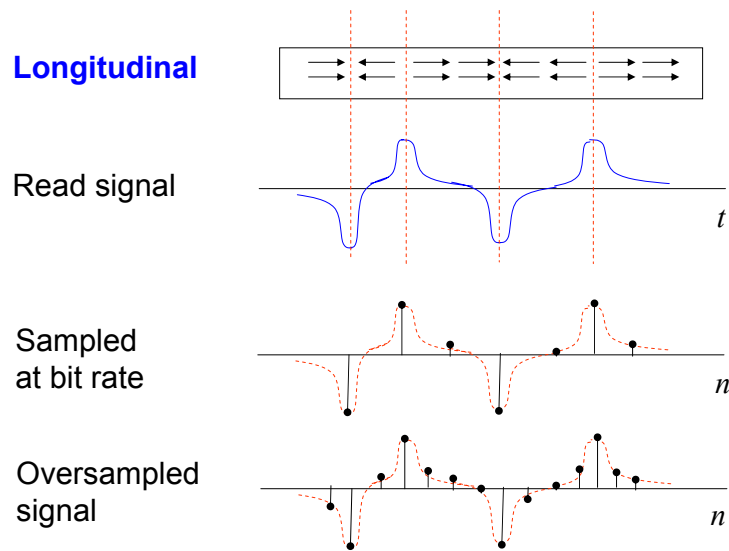 Longitudinal
Read signal
t
Sampled
at bit rate
n
Oversampled
signal
n